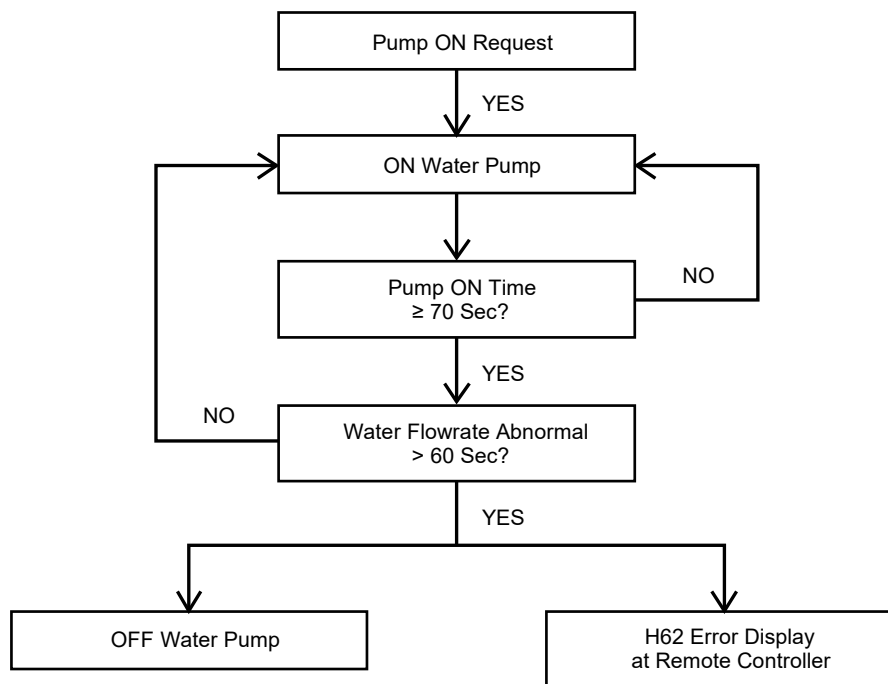 Pump ON Request
YES
ON Water Pump
Pump ON Time
≥ 70 Sec?
NO
YES
Water Flowrate Abnormal
> 60 Sec?
NO
YES
OFF Water Pump
H62 Error Display
at Remote Controller